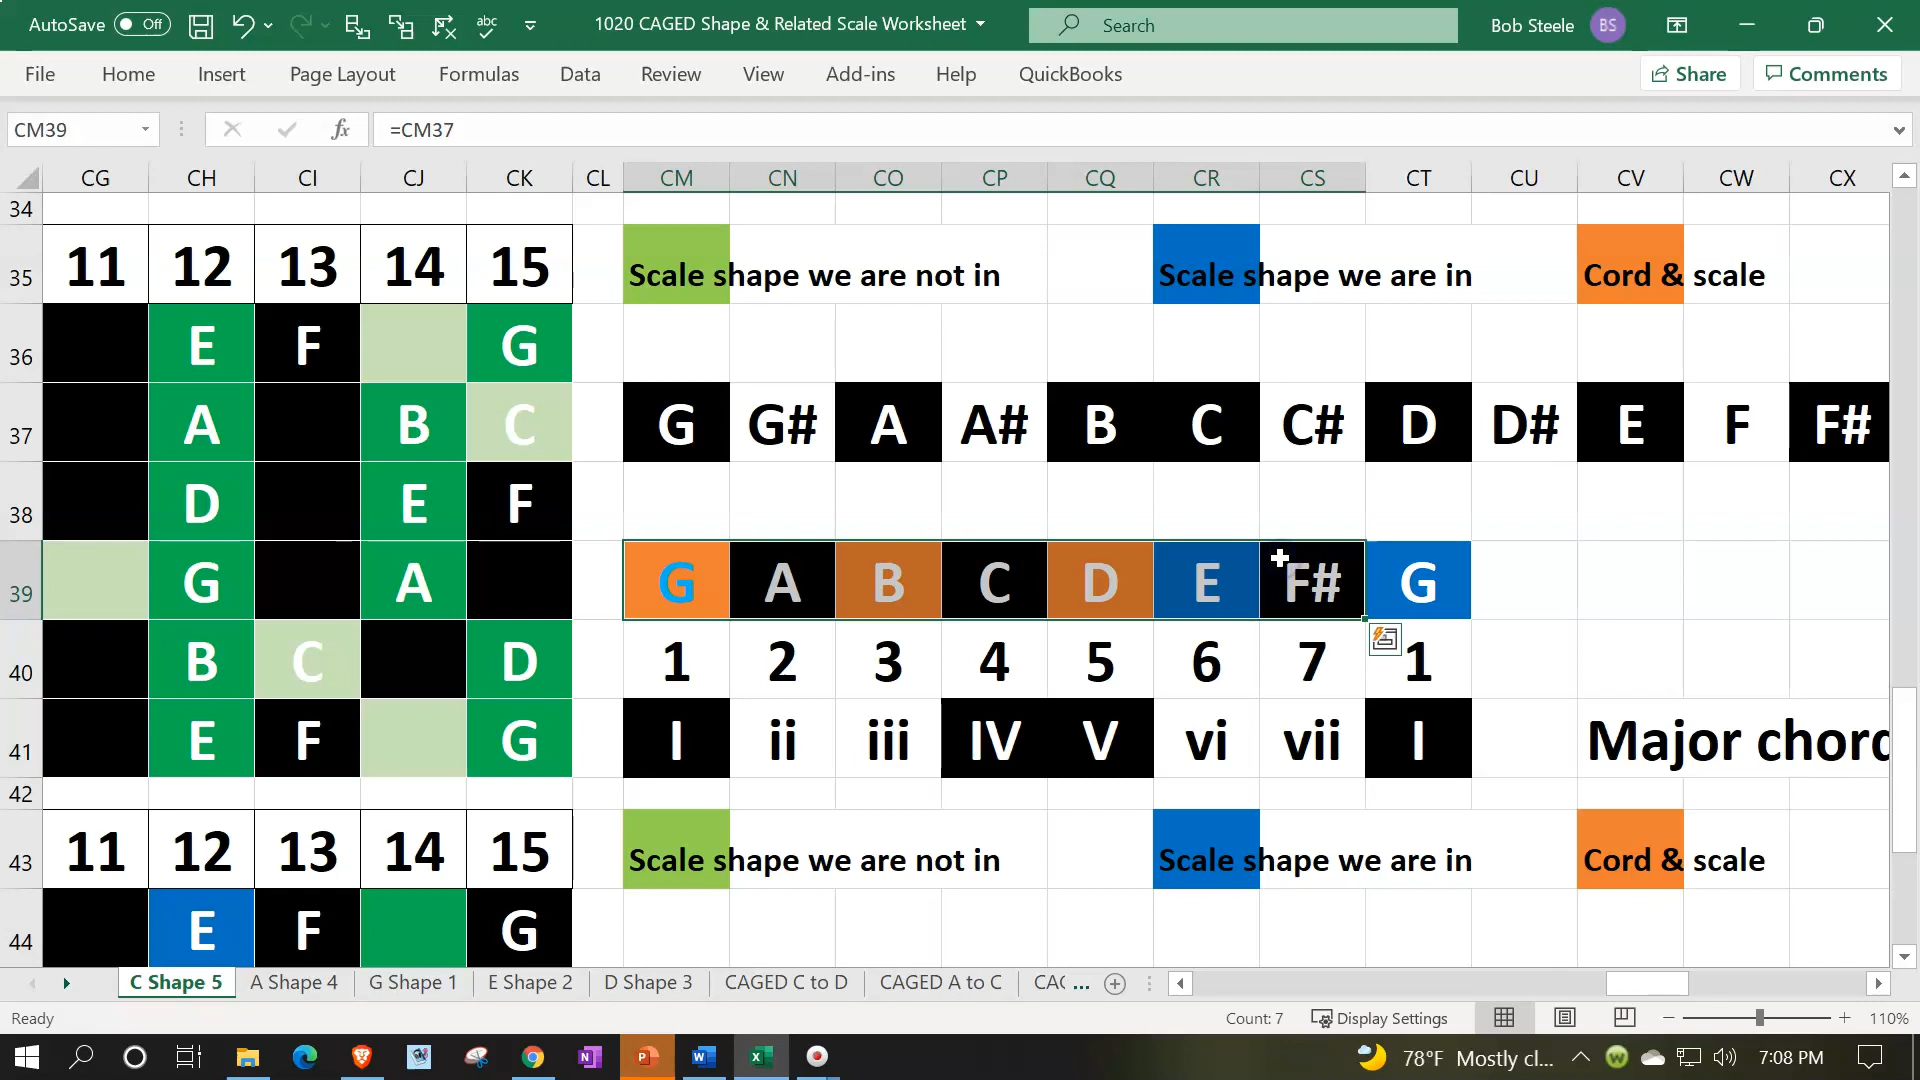 AutoSave Off abc 1020 CAGED Shape & Related Scale Worksheet Search Bob Steele BS
File Home Insert Page Layout Formulas Data Review View Add-ins Help QuickBooks Share Comments
CM39 fx =CM37
CG CH CI CJ CK CL CM CN CO CP CQ CR CS CT CU CV CW CX
34
35 11 12 13 14 15 Scale shape we are not in Scale shape we are in Cord & scale
36 E F G
37 A B C G G# A A# B C C# D D# E F F#
38 D E F
39 G A G A B C D E F# G
40 B C D 1 2 3 4 5 6 7 1
41 E F G I ii iii IV V vi vii I Major chord
42
43 11 12 13 14 15 Scale shape we are not in Scale shape we are in Cord & scale
44 E F G
C Shape 5 A Shape 4 G Shape 1 E Shape 2 D Shape 3 CAGED C to D CAGED A to C CAG ...
Ready Count: 7 Display Settings 110%
78°F Mostly cl... 7:08 PM